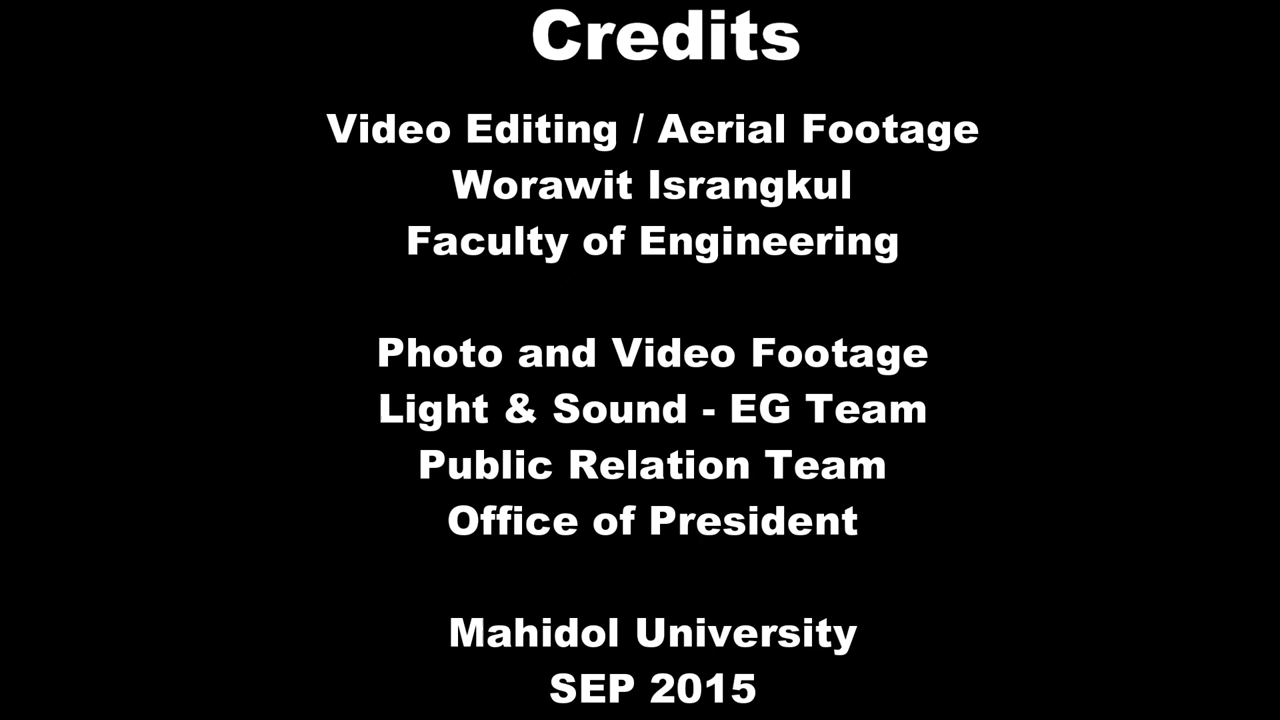 Credits
Video Editing / Aerial Footage
Worawit Israngkul
Faculty of Engineering
Photo and Video Footage
Light & Sound - EG Team
Public Relation Team
Office of President
Mahidol University
SEP 2015